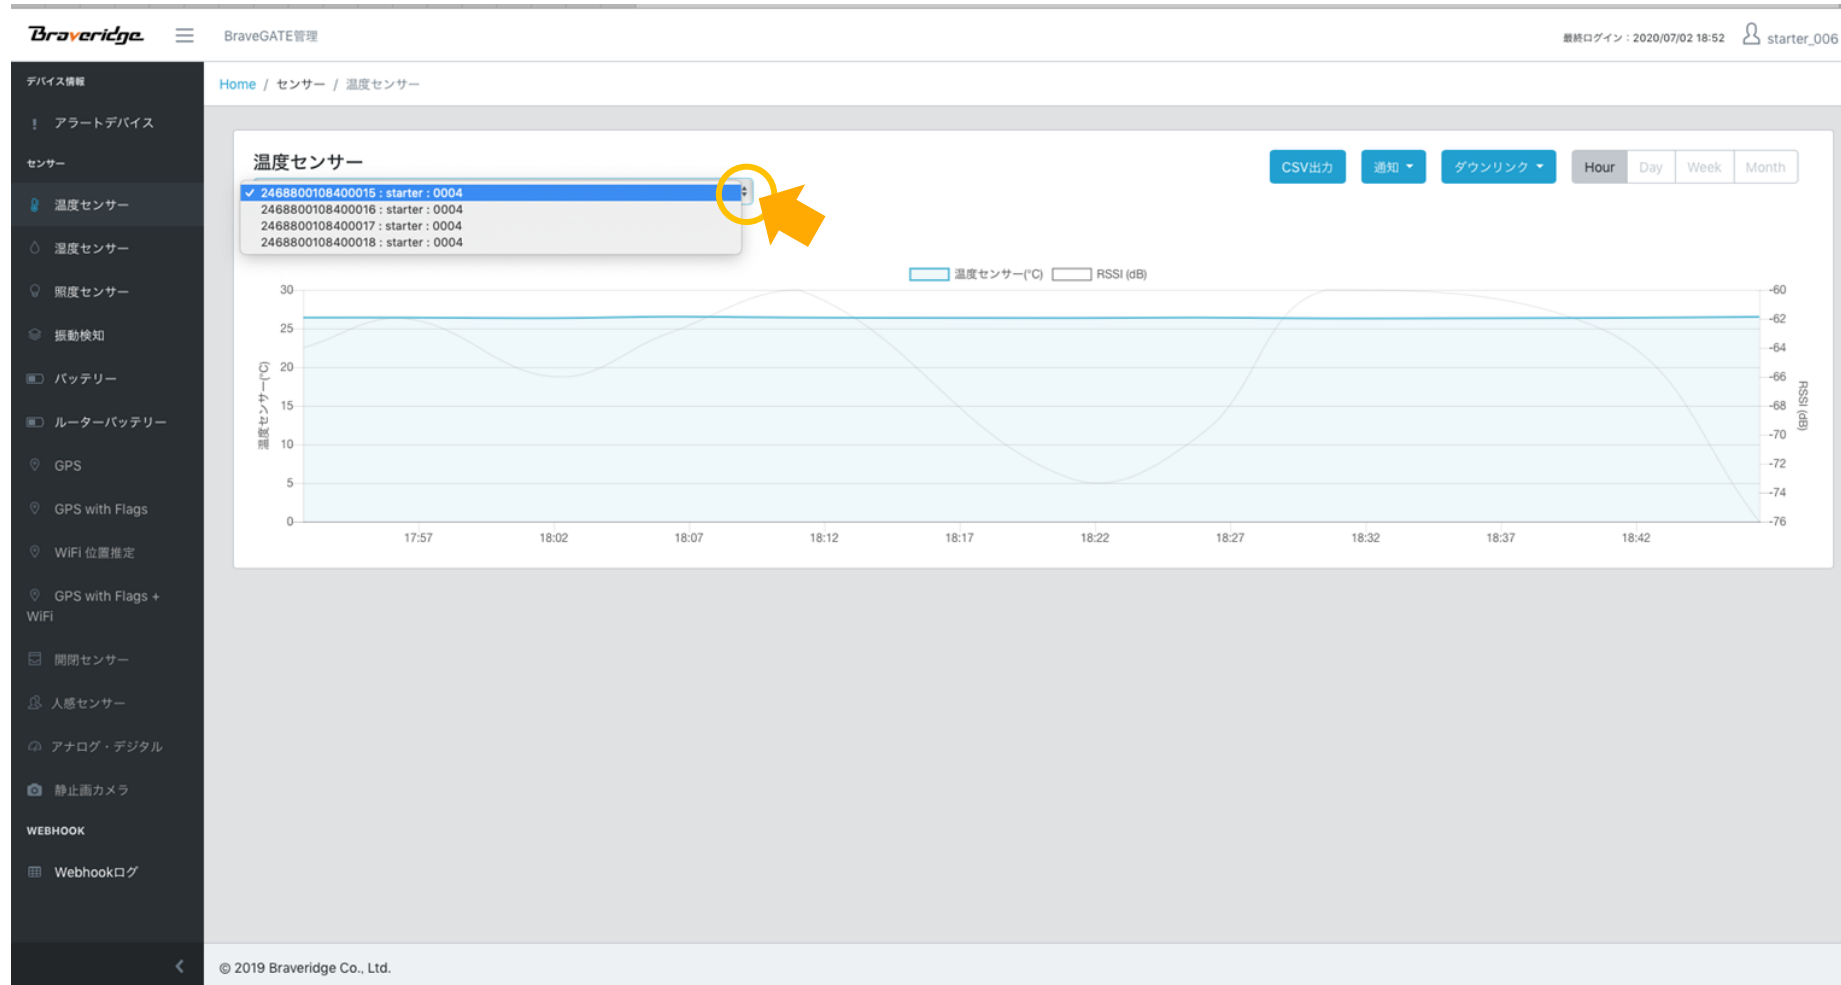 Braveridge
BraveGATE管理
最終ログイン : 2020/07/02 18:52
starter_006
デバイス情報
アラートデバイス
センサー
温度センサー
湿度センサー
照度センサー
振動検知
バッテリー
ルーターバッテリー
GPS
GPS with Flags
WiFi 位置推定
GPS with Flags +
WiFi
開閉センサー
人感センサー
アナログ・デジタル
静止画カメラ
WEBHOOK
Webhookログ
Home / センサー / 温度センサー
温度センサー
✓ 2468800108400015 : starter : 0004
2468800108400016 : starter : 0004
2468800108400017 : starter : 0004
2468800108400018 : starter : 0004
CSV出力
通知
ダウンリンク
Hour Day Week Month
温度センサー(°C) RSSI (dB)
温度センサー(°C)
30
25
20
15
10
5
0
-60
-62
-64
-66
-68
-70
-72
-74
-76
RSSI (dB)
17:57 18:02 18:07 18:12 18:17 18:22 18:27 18:32 18:37 18:42
© 2019 Braveridge Co., Ltd.